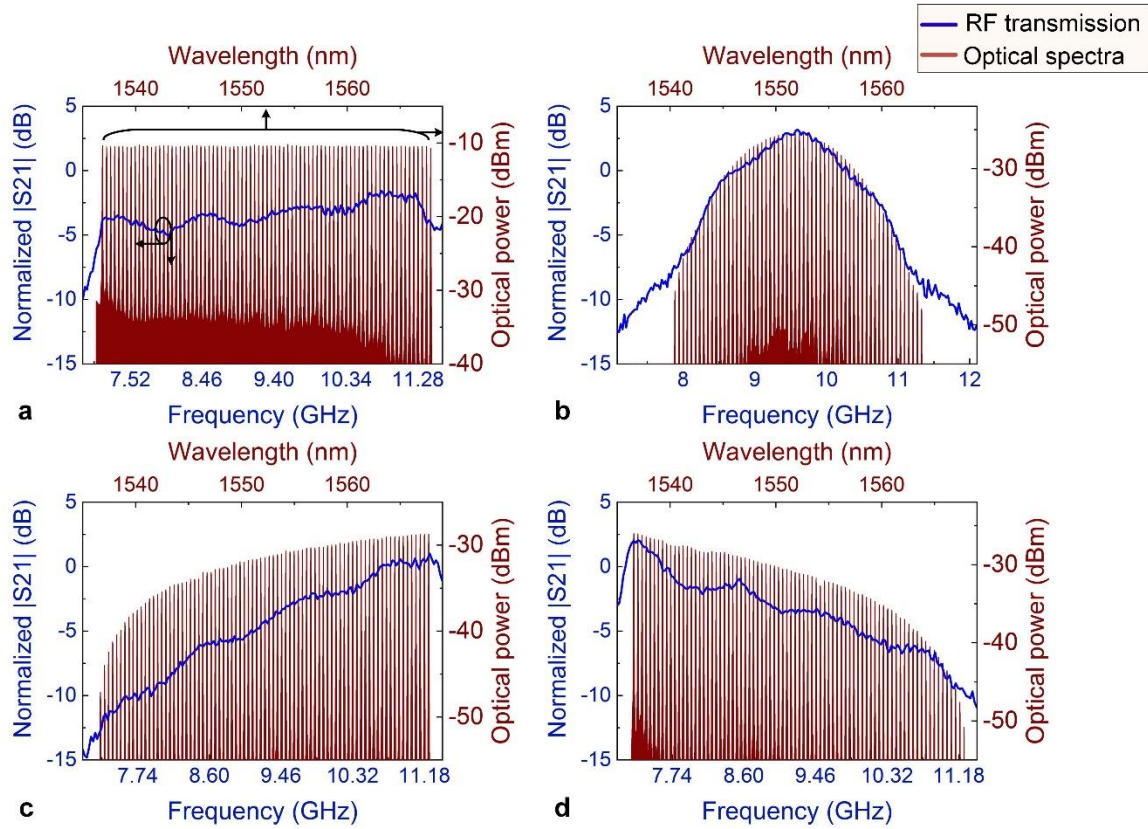 RF transmission
Optical spectra
Wavelength (nm)
1540 1550 1560
Normalized |S21| (dB)
5
0
-5
-10
-15
-10
-20
-30
-40
Optical power (dBm)
7.52 8.46 9.40 10.34 11.28
a
Frequency (GHz)
Wavelength (nm)
1540 1550 1560
Normalized |S21| (dB)
5
0
-5
-10
-15
-30
-40
-50
Optical power (dBm)
8 9 10 11 12
b
Frequency (GHz)
Wavelength (nm)
1540 1550 1560
Normalized |S21| (dB)
5
0
-5
-10
-15
-30
-40
-50
Optical power (dBm)
7.74 8.60 9.46 10.32 11.18
c
Frequency (GHz)
Wavelength (nm)
1540 1550 1560
Normalized |S21| (dB)
5
0
-5
-10
-15
-30
-40
-50
Optical power (dBm)
7.74 8.60 9.46 10.32 11.18
d
Frequency (GHz)